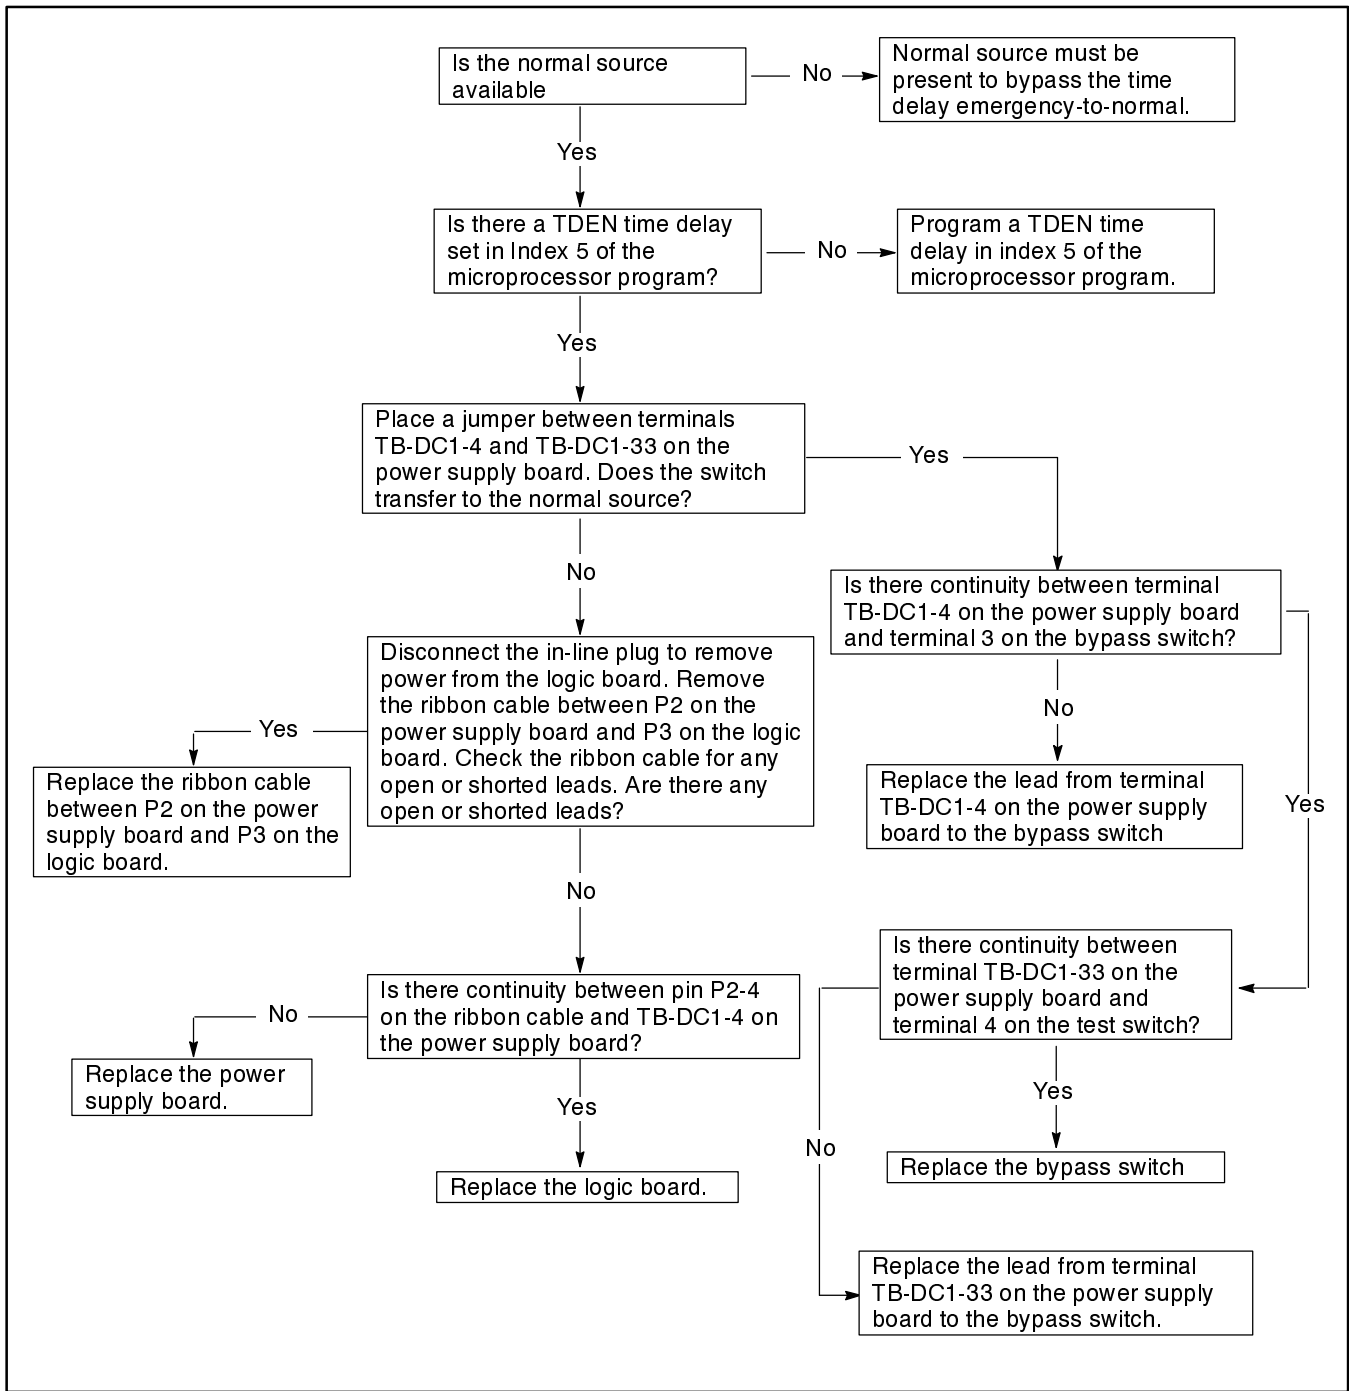 Is the normal source
available
No
Normal source must be
present to bypass the time
delay emergency-to-normal.
Yes
Is there a TDEN time delay
set in Index 5 of the
microprocessor program?
No
Program a TDEN time
delay in index 5 of the
microprocessor program.
Yes
Place a jumper between terminals
TB-DC1-4 and TB-DC1-33 on the
power supply board. Does the switch
transfer to the normal source?
Yes
No
Is there continuity between terminal
TB-DC1-4 on the power supply board
and terminal 3 on the bypass switch?
Disconnect the in-line plug to remove
power from the logic board. Remove
the ribbon cable between P2 on the
power supply board and P3 on the logic
board. Check the ribbon cable for any
open or shorted leads. Are there any
open or shorted leads?
Yes
Replace the ribbon cable
between P2 on the power
supply board and P3 on the
logic board.
No
Replace the lead from terminal
TB-DC1-4 on the power supply
board to the bypass switch
Yes
No
Is there continuity between
terminal TB-DC1-33 on the
power supply board and
terminal 4 on the test switch?
Is there continuity between pin P2-4
on the ribbon cable and TB-DC1-4 on
the power supply board?
No
Replace the power
supply board.
Yes
Replace the logic board.
Yes
Replace the bypass switch
No
Replace the lead from terminal
TB-DC1-33 on the power supply
board to the bypass switch.